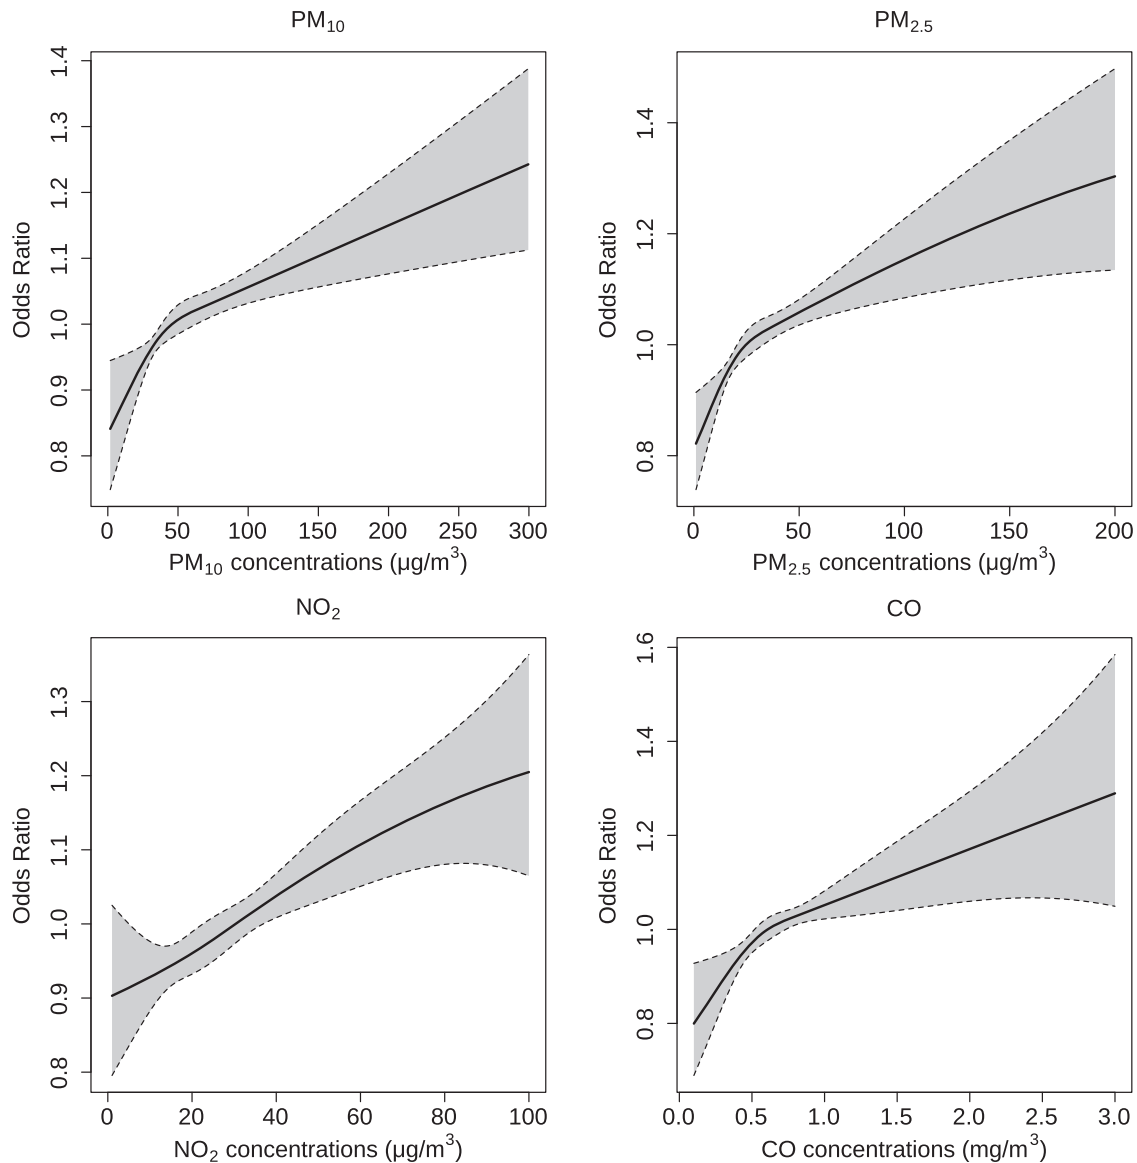 PM10 PM2.5
1.4
1.3
1.2
1.1
1.0
0.9
0.8
Odds Ratio
0 50 100 150 200 250 300
PM10 concentrations (μg/m3)
1.4
1.2
1.0
0.8
Odds Ratio
0 50 100 150 200
PM2.5 concentrations (μg/m3)
NO2 CO
1.3
1.2
1.1
1.0
0.9
0.8
Odds Ratio
0 20 40 60 80 100
NO2 concentrations (μg/m3)
1.6
1.4
1.2
1.0
0.8
Odds Ratio
0.0 0.5 1.0 1.5 2.0 2.5 3.0
CO concentrations (mg/m3)